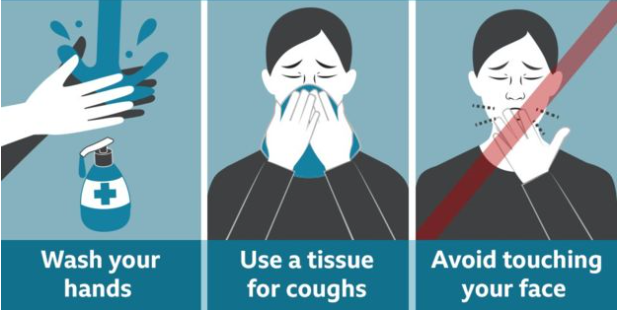 Wash your
hands
Use a tissue
for coughs
Avoid touching
your face